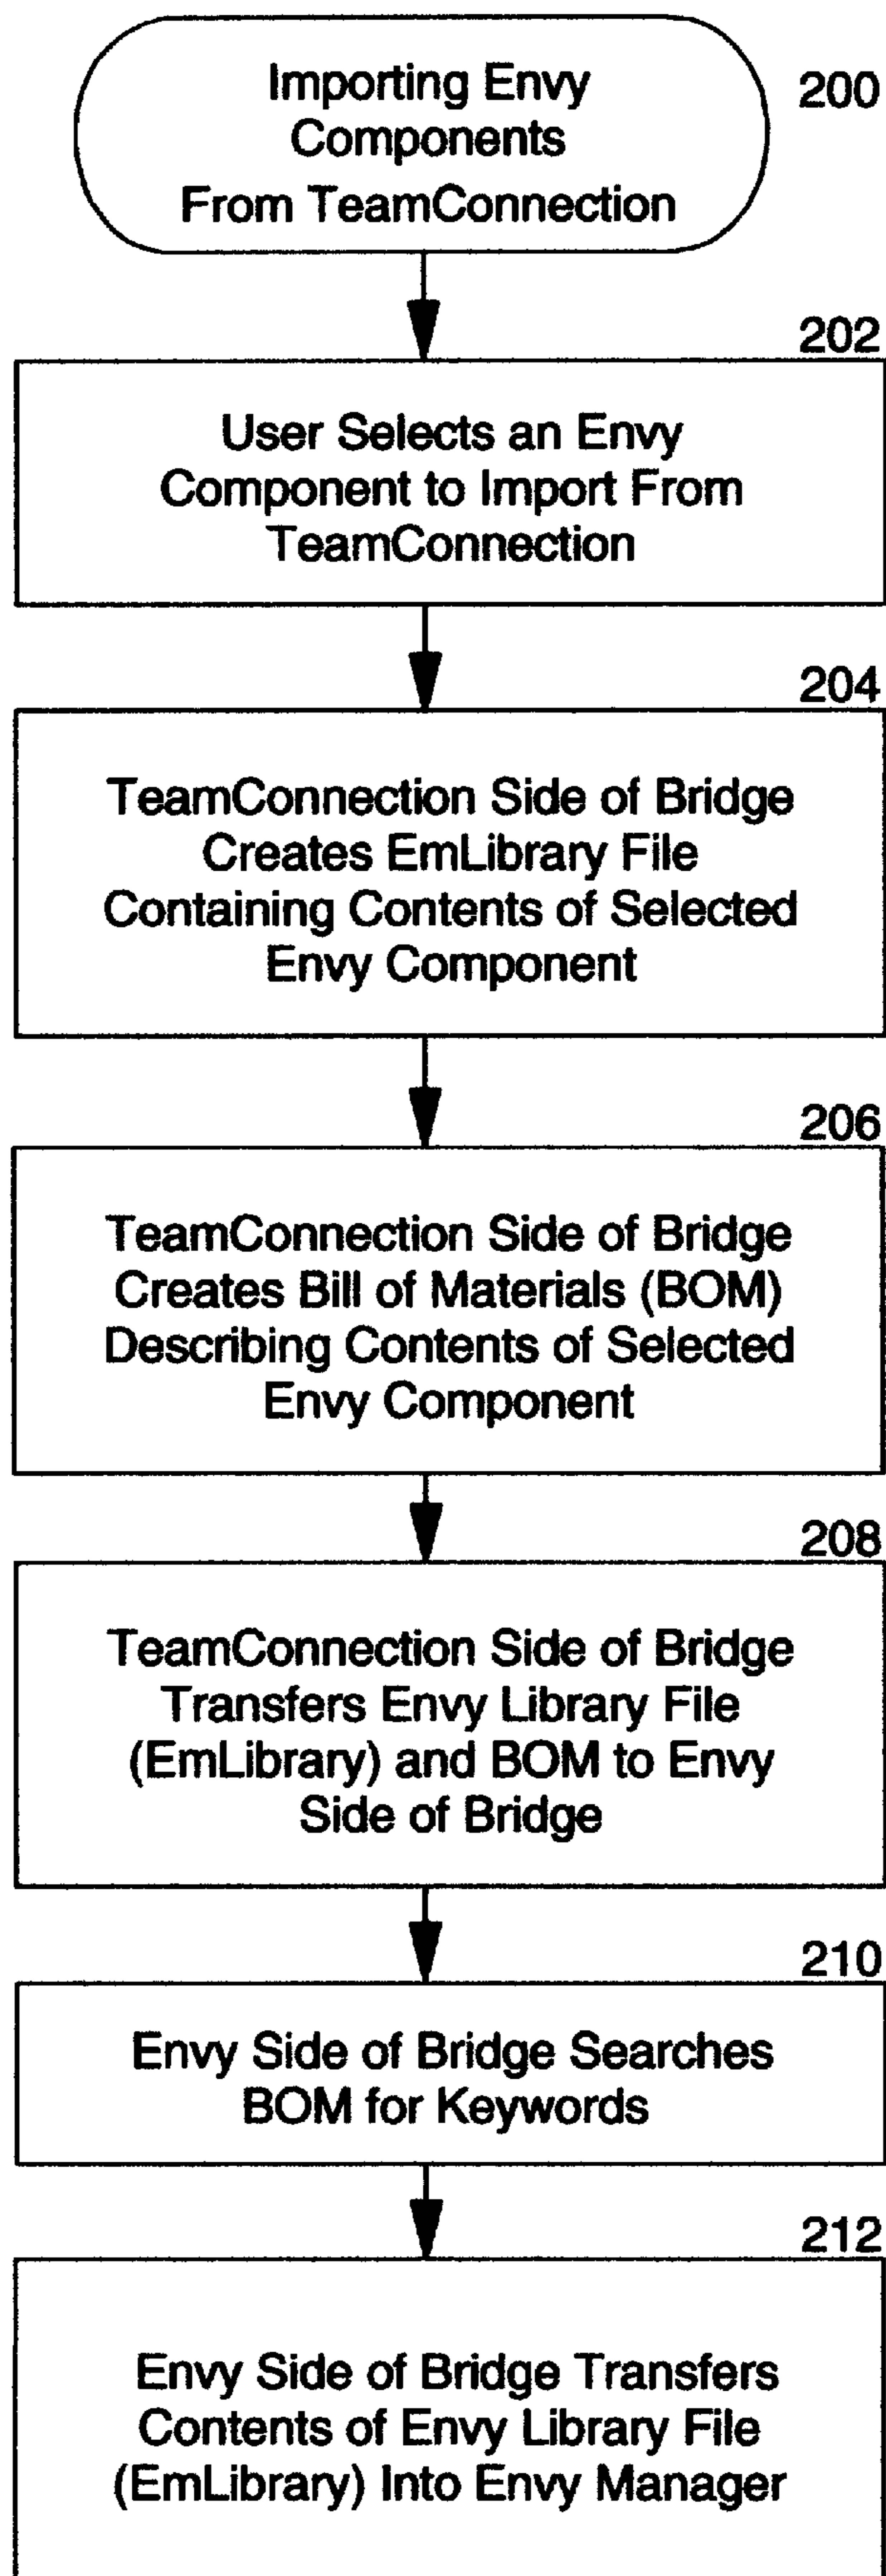 Importing Envy
Components
From TeamConnection
200
202
User Selects an Envy
Component to Import From
TeamConnection
204
TeamConnection Side of Bridge
Creates EmLibrary File
Containing Contents of Selected
Envy Component
206
TeamConnection Side of Bridge
Creates Bill of Materials (BOM)
Describing Contents of Selected
Envy Component
208
TeamConnection Side of Bridge
Transfers Envy Library File
(EmLibrary) and BOM to Envy
Side of Bridge
210
Envy Side of Bridge Searches
BOM for Keywords
212
Envy Side of Bridge Transfers
Contents of Envy Library File
(EmLibrary) Into Envy Manager